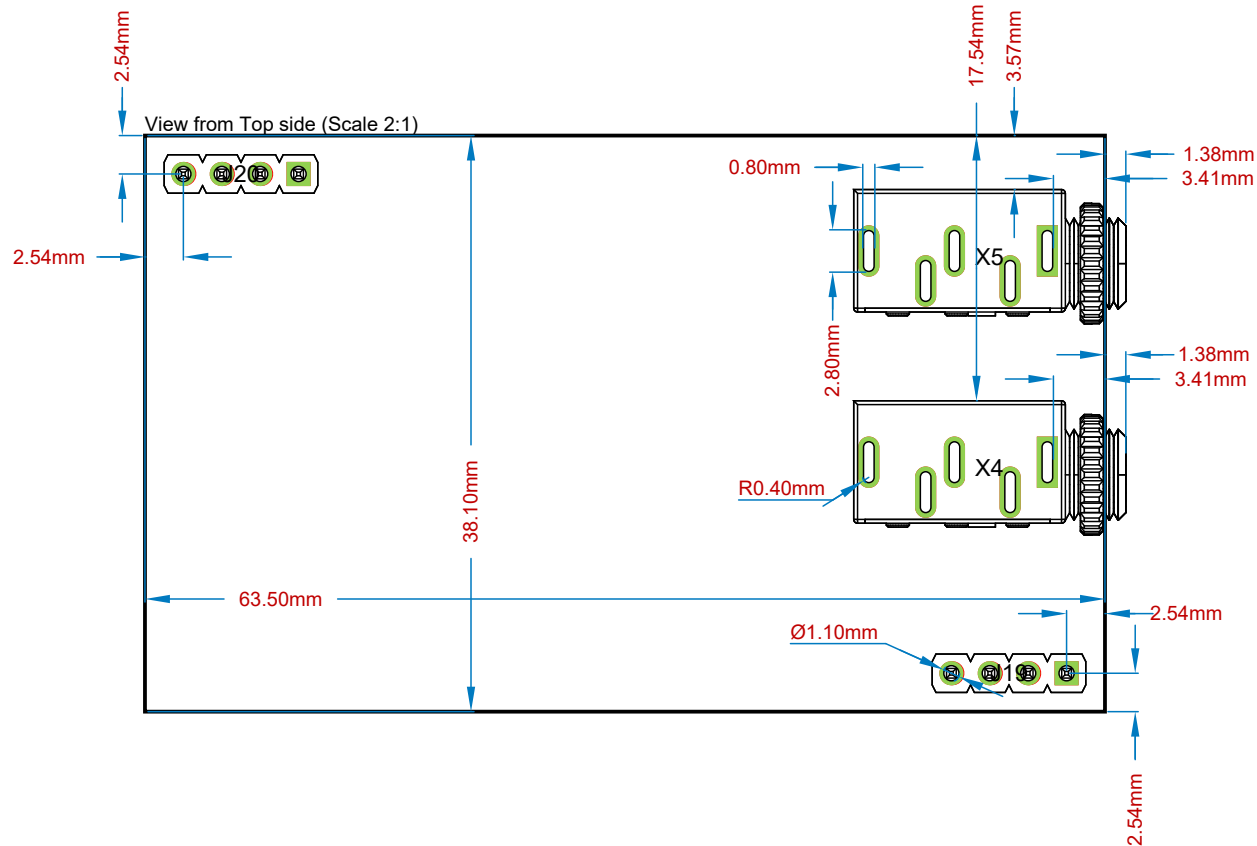 2.54mm
17.54mm
3.57mm
View from Top side (Scale 2:1)
1.38mm
0.80mm
3.41mm
J20
2.54mm
X5
2.80mm
1.38mm
3.41mm
X4
R0.40mm
38.10mm
63.50mm
2.54mm
Ø1.10mm
J19
2.54mm